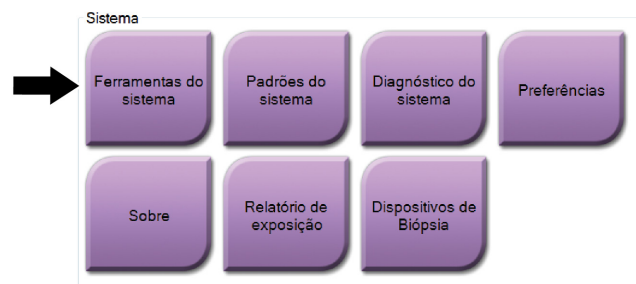 Sistema
Ferramentas do
sistema
Padrões do
sistema
Diagnóstico do
sistema
Preferências
Sobre
Relatório de
exposição
Dispositivos de
Biópsia